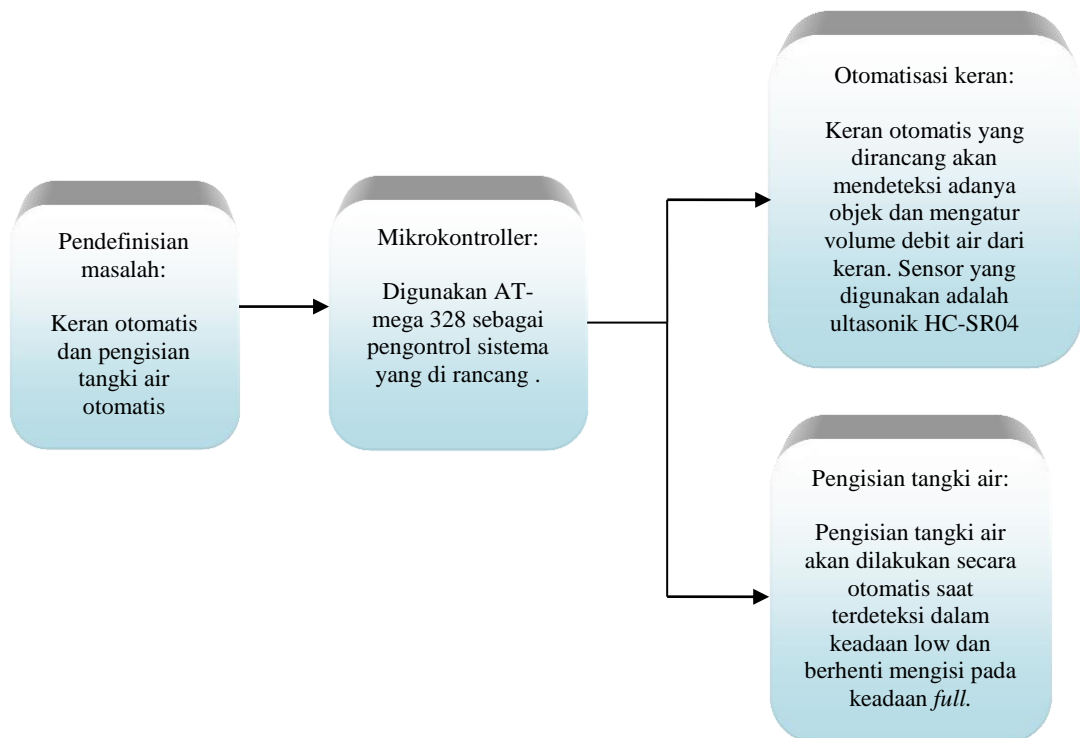 Pendefinisian
masalah:
Keran otomatis
dan pengisian
tangki air
otomatis
Mikrokontroller:
Digunakan AT-
mega 328 sebagai
pengontrol sistema
yang di rancang .
Otomatisasi keran:
Keran otomatis yang
dirancang akan
mendeteksi adanya
objek dan mengatur
volume debit air dari
keran. Sensor yang
digunakan adalah
ultasonik HC-SR04
Pengisian tangki air:
Pengisian tangki air
akan dilakukan secara
otomatis saat
terdeteksi dalam
keadaan low dan
berhenti mengisi pada
keadaan full.